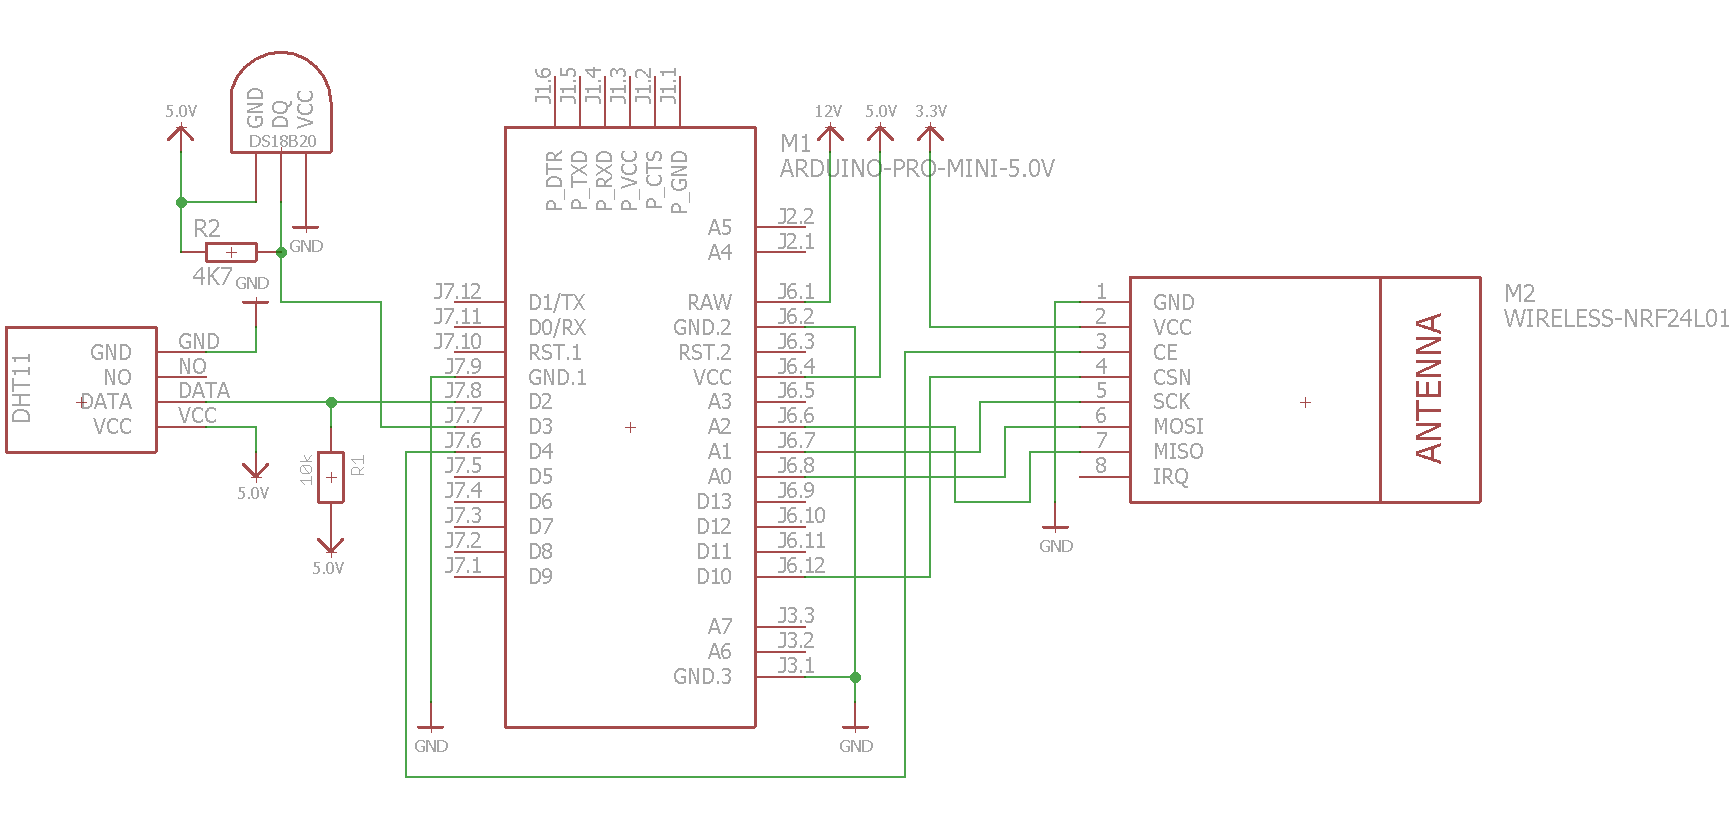 5.0V
GND
DQ
VCC
DS18B20
R2
4K7
GND
GND
DHT11
GND
NO
DATA
VCC
GND
NO
DATA
VCC
5.0V
10k
R1
5.0V
J1.6
J1.5
J1.4
J1.3
J1.2
J1.1
P_DTR
P_TXD
P_RXD
P_VCC
P_CTS
P_GND
M1
ARDUINO-PRO-MINI-5.0V
12V
5.0V
3.3V
J7.12
J7.11
J7.10
J7.9
J7.8
J7.7
J7.6
J7.5
J7.4
J7.3
J7.2
J7.1
D1/TX
D0/RX
RST.1
GND.1
D2
D3
D4
D5
D6
D7
D8
D9
A5
A4
RAW
GND.2
RST.2
VCC
A3
A2
A1
A0
D13
D12
D11
D10
A7
A6
GND.3
J2.2
J2.1
J6.1
J6.2
J6.3
J6.4
J6.5
J6.6
J6.7
J6.8
J6.9
J6.10
J6.11
J6.12
J3.3
J3.2
J3.1
GND
GND
1
2
3
4
5
6
7
8
GND
VCC
CE
CSN
SCK
MOSI
MISO
IRQ
ANTENNA
M2
WIRELESS-NRF24L01
GND